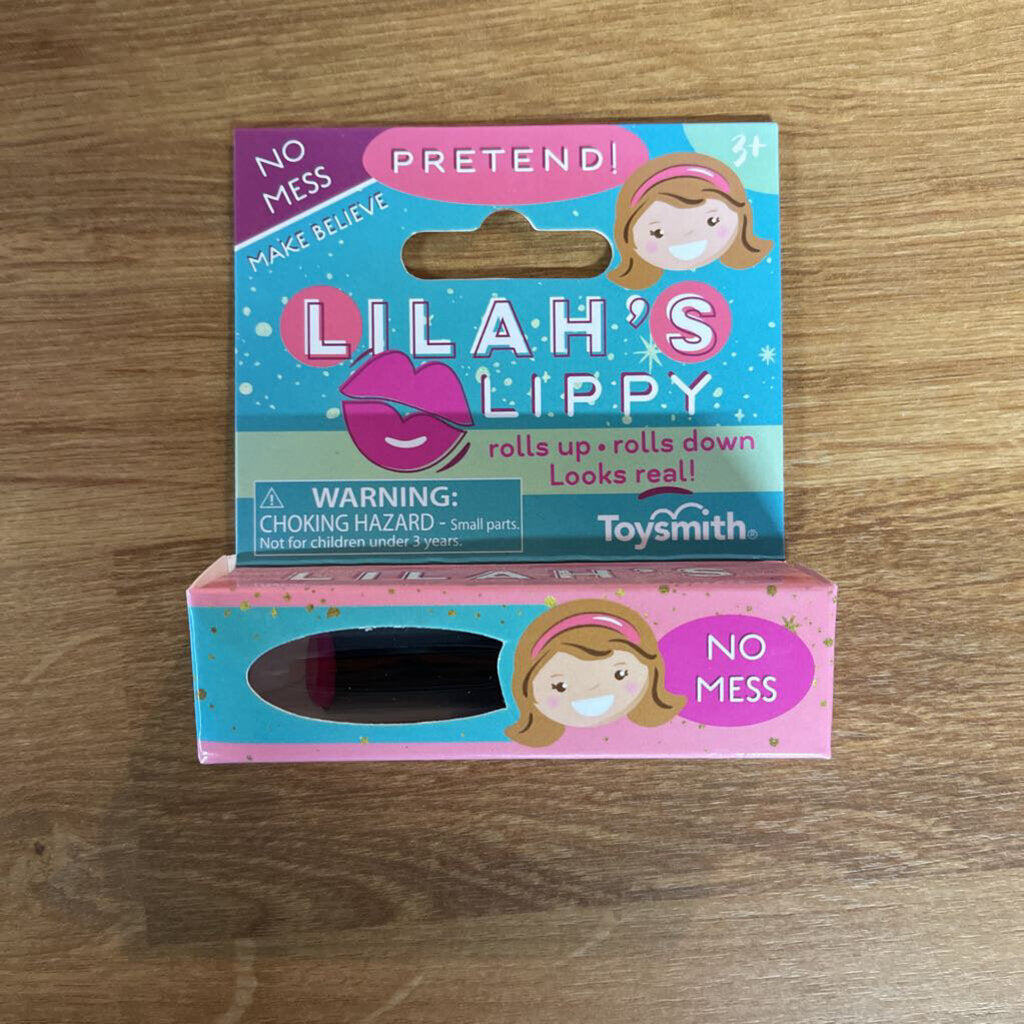 NO
MESS
PRETEND!
3+
MAKE BELIEVE
LILAH'S
LIPPY
rolls up • rolls down
Looks real!
⚠ WARNING:
CHOKING HAZARD - Small parts.
Not for children under 3 years.
Toysmith®
LILAH'S
NO
MESS